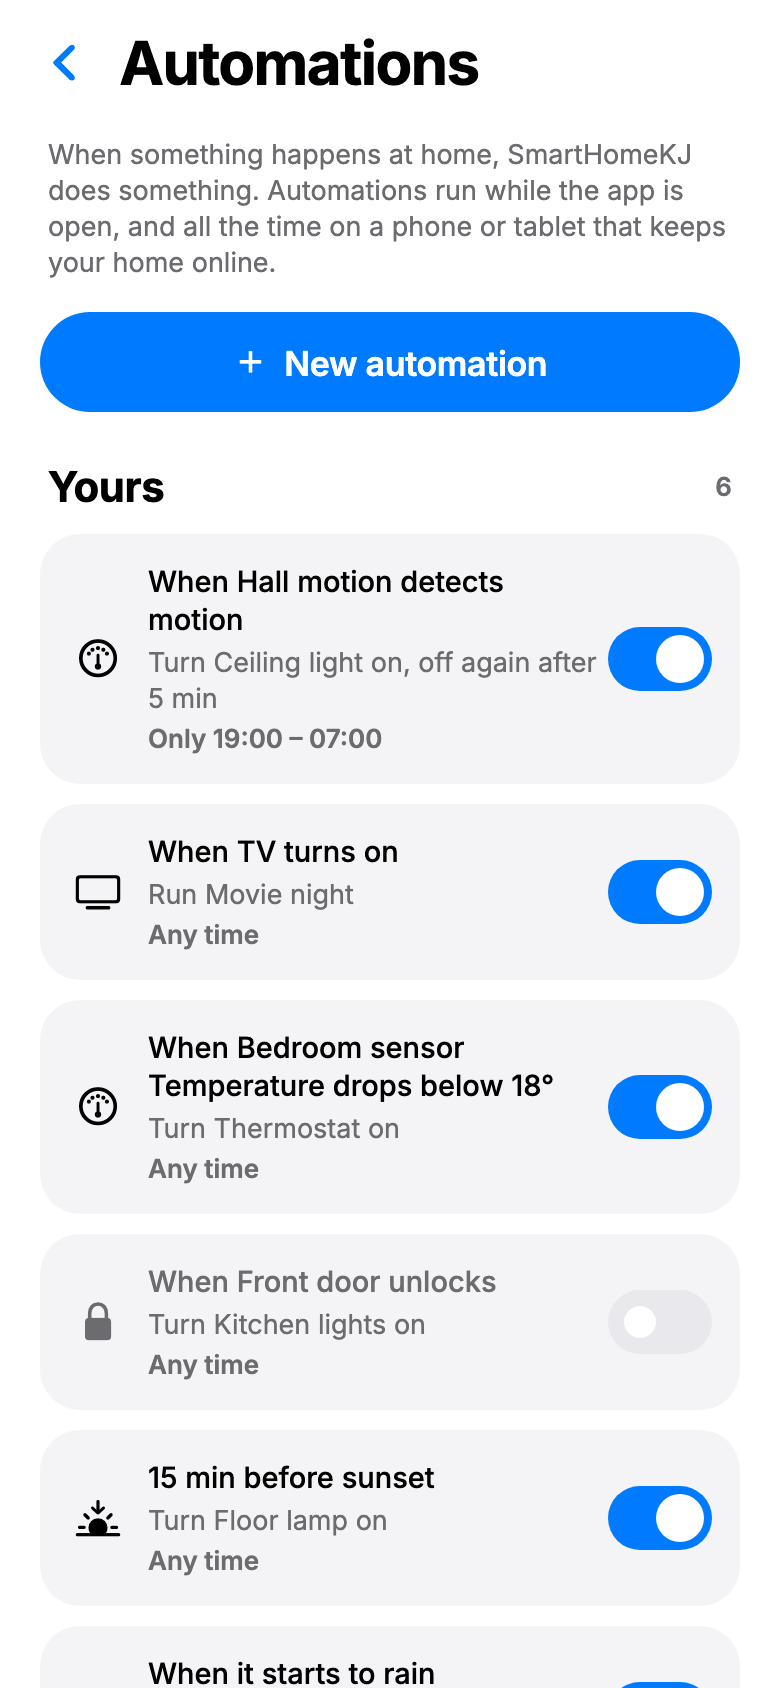 Automations
When something happens at home, SmartHomeKJ
does something. Automations run while the app is
open, and all the time on a phone or tablet that keeps
your home online.
+ New automation
Yours
6
When Hall motion detects
motion
Turn Ceiling light on, off again after
5 min
Only 19:00 – 07:00
When TV turns on
Run Movie night
Any time
When Bedroom sensor
Temperature drops below 18°
Turn Thermostat on
Any time
When Front door unlocks
Turn Kitchen lights on
Any time
15 min before sunset
Turn Floor lamp on
Any time
When it starts to rain